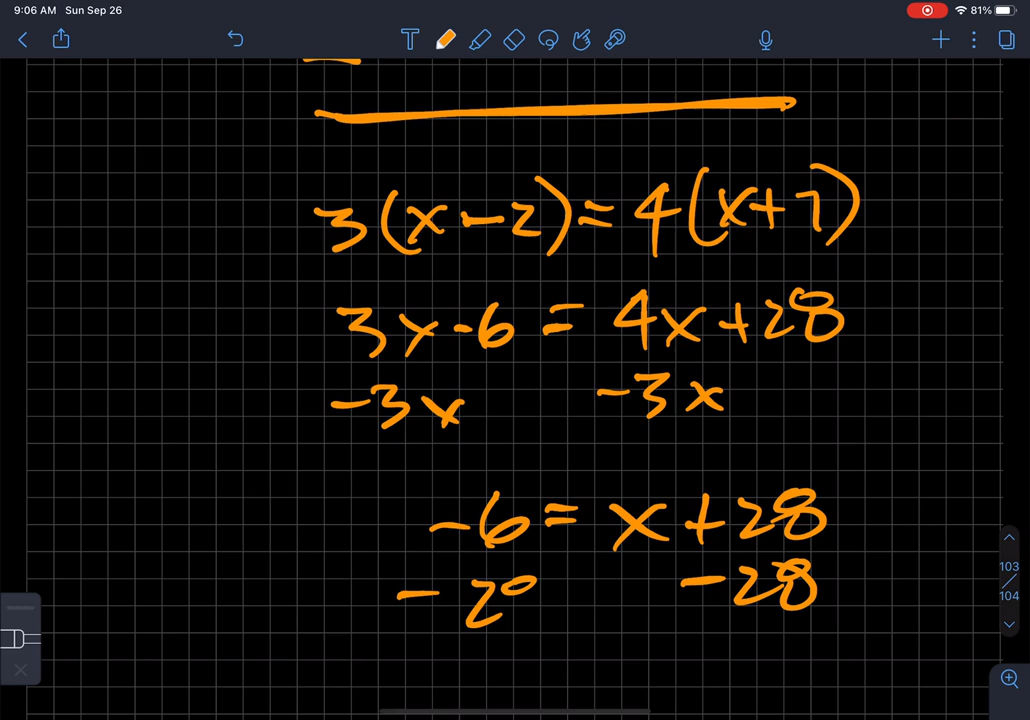 9:06 AM Sun Sep 26 81%
T
3(x-2)=4(x+7)
3x-6=4x+28
-3x -3x
-6=x+28
-28
103
104